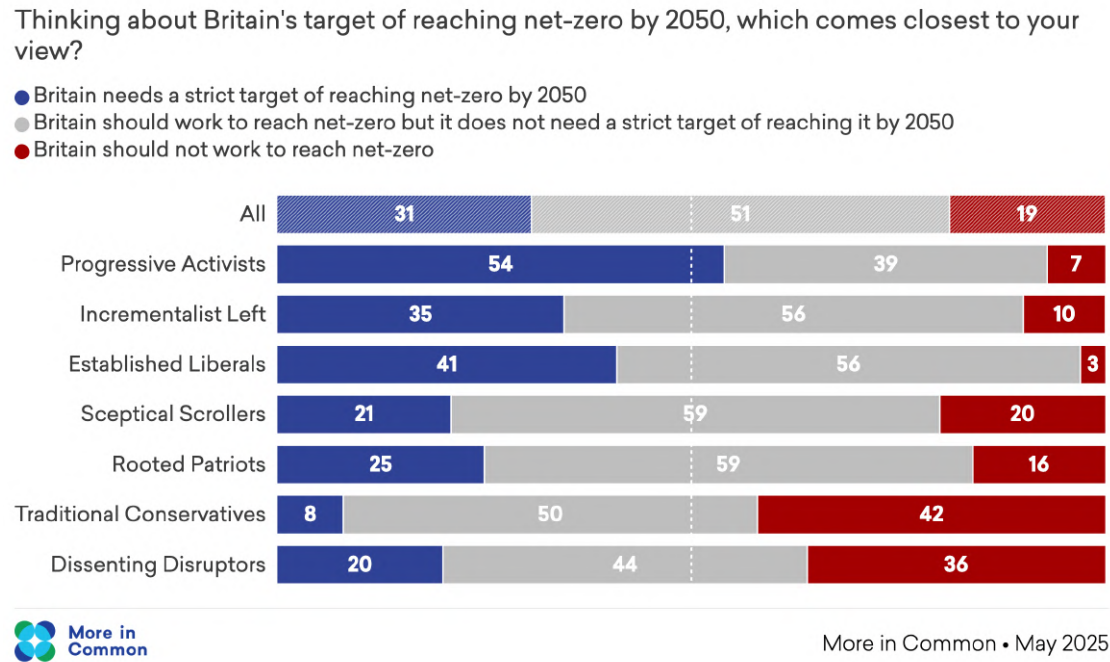 Thinking about Britain's target of reaching net-zero by 2050, which comes closest to your
view?
Britain needs a strict target of reaching net-zero by 2050
Britain should work to reach net-zero but it does not need a strict target of reaching it by 2050
Britain should not work to reach net-zero
All 31 51 19
Progressive Activists 54 39 7
Incrementalist Left 35 56 10
Established Liberals 41 56 3
Sceptical Scrollers 21 59 20
Rooted Patriots 25 59 16
Traditional Conservatives 8 50 42
Dissenting Disruptors 20 44 36
More in
Common
More in Common • May 2025